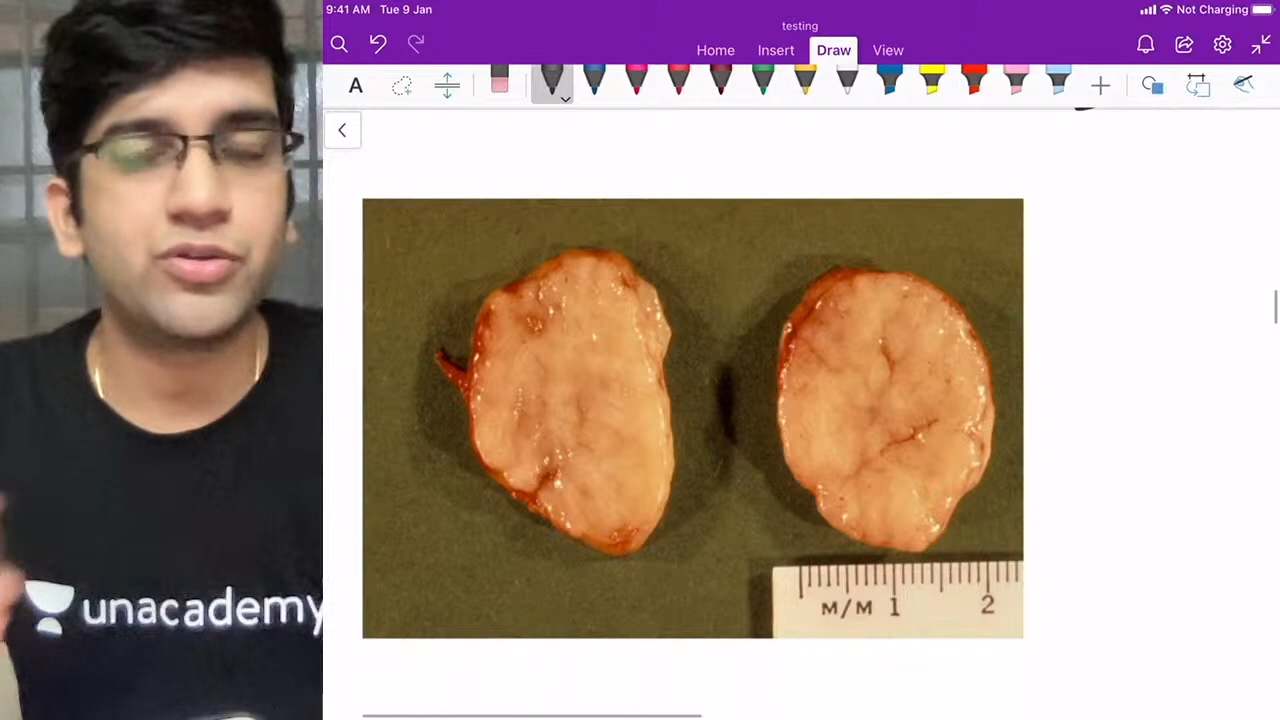 9:41 AM Tue 9 Jan
Not Charging
testing
Home Insert Draw View
A
unacademy
M/M 1 2